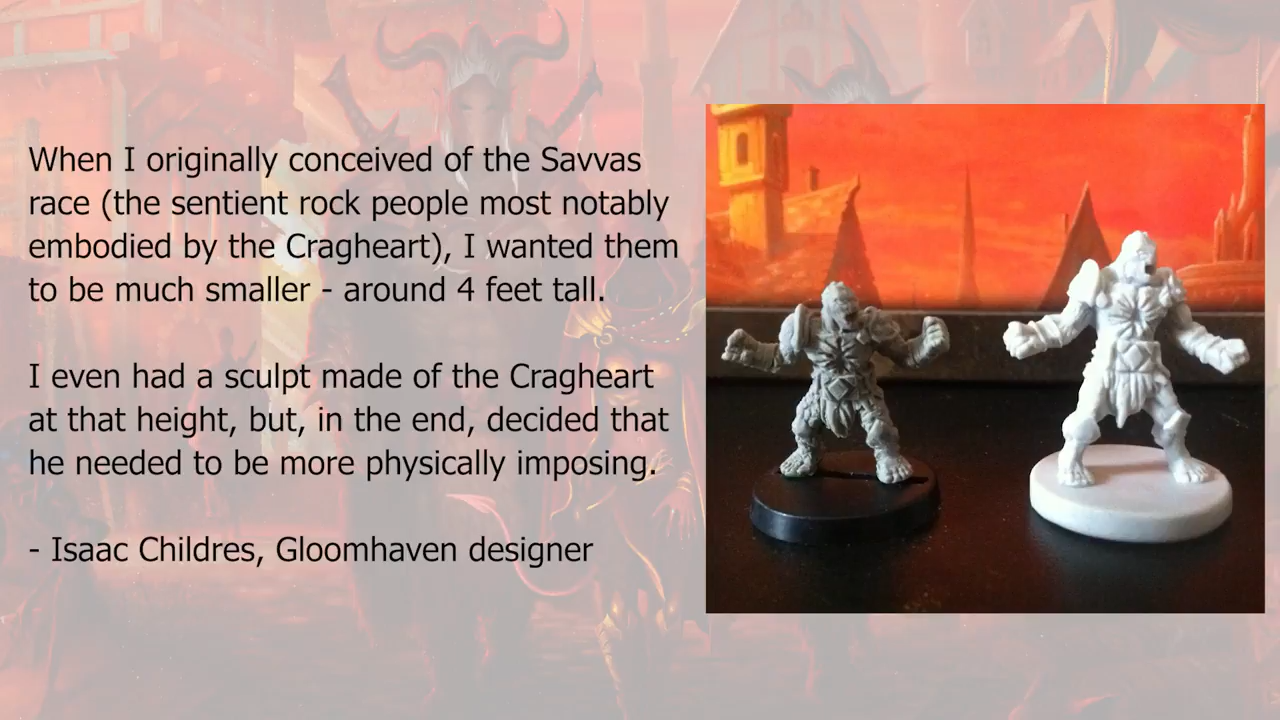 When I originally conceived of the Savvas
race (the sentient rock people most notably
embodied by the Cragheart), I wanted them
to be much smaller - around 4 feet tall.
I even had a sculpt made of the Cragheart
at that height, but, in the end, decided that
he needed to be more physically imposing.
- Isaac Childres, Gloomhaven designer